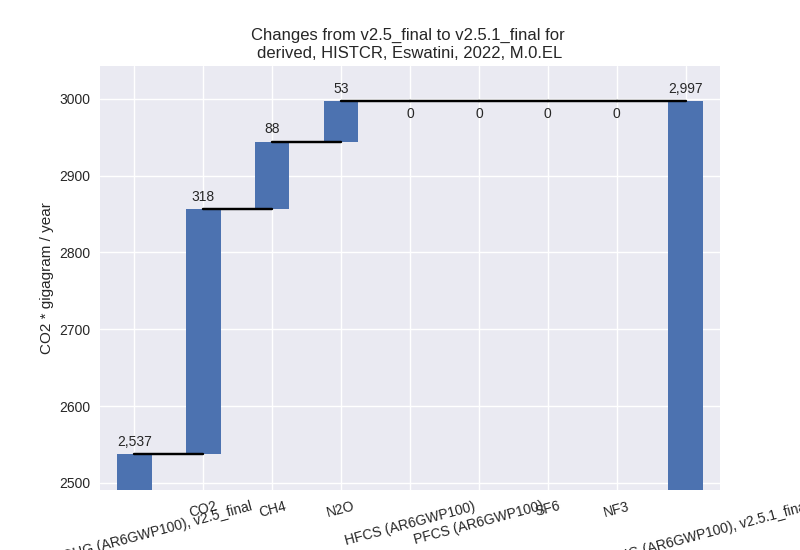 Changes from v2.5_final to v2.5.1_final for
derived, HISTCR, Eswatini, 2022, M.0.EL
CO2 * gigagram / year
3000
2900
2800
2700
2600
2500
2,537
318
88
53
0
0
0
0
2,997
(AR6GWP100), v2.5_final
CO2
CH4
N2O
HFCS (AR6GWP100)
PFCS (AR6GWP100)
SF6
NF3
(AR6GWP100), v2.5.1_fina